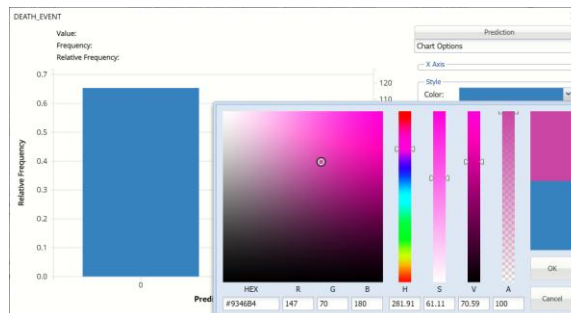 DEATH_EVENT
Value:
Frequency:
Relative Frequency:
Prediction
Chart Options
X Axis
Style
Color:
0.7
0.6
0.5
0.4
0.3
0.2
0.1
0.0
Relative Frequency
120
110
0
Predi
HEX R G B H S V A
#9346B4 147 70 180 281.91 61.11 70.59 100
OK
Cancel